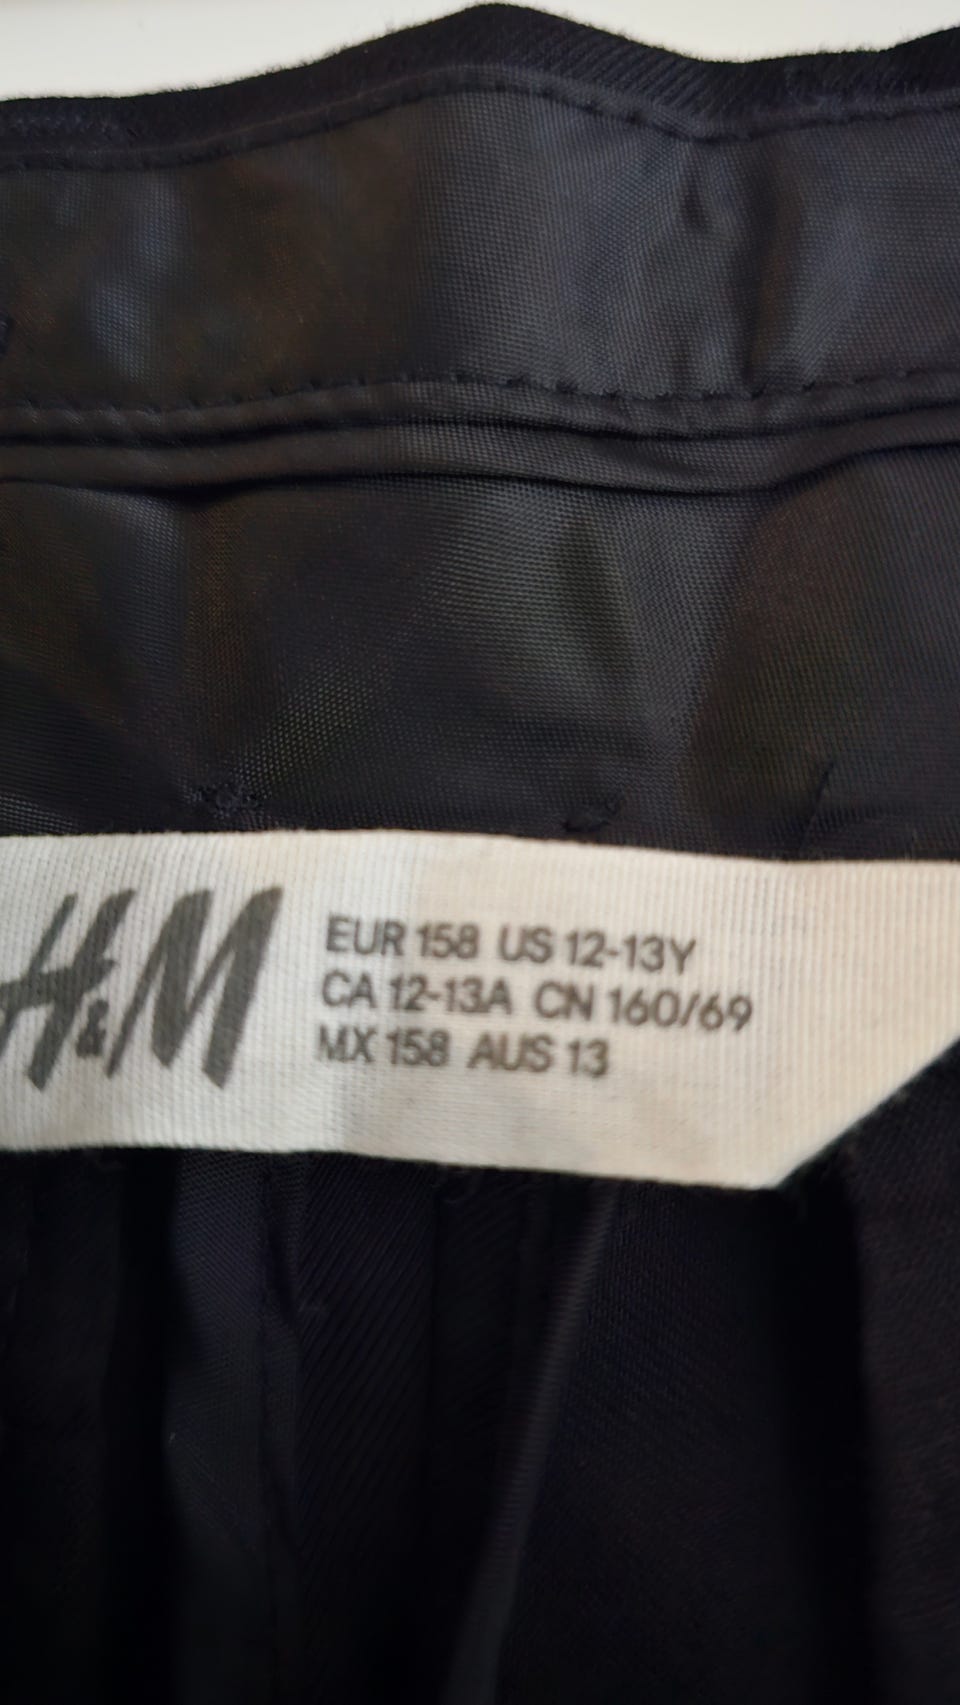 H&M
EUR 158 US 12-13Y
CA 12-13A CN 160/69
MX 158 AUS 13